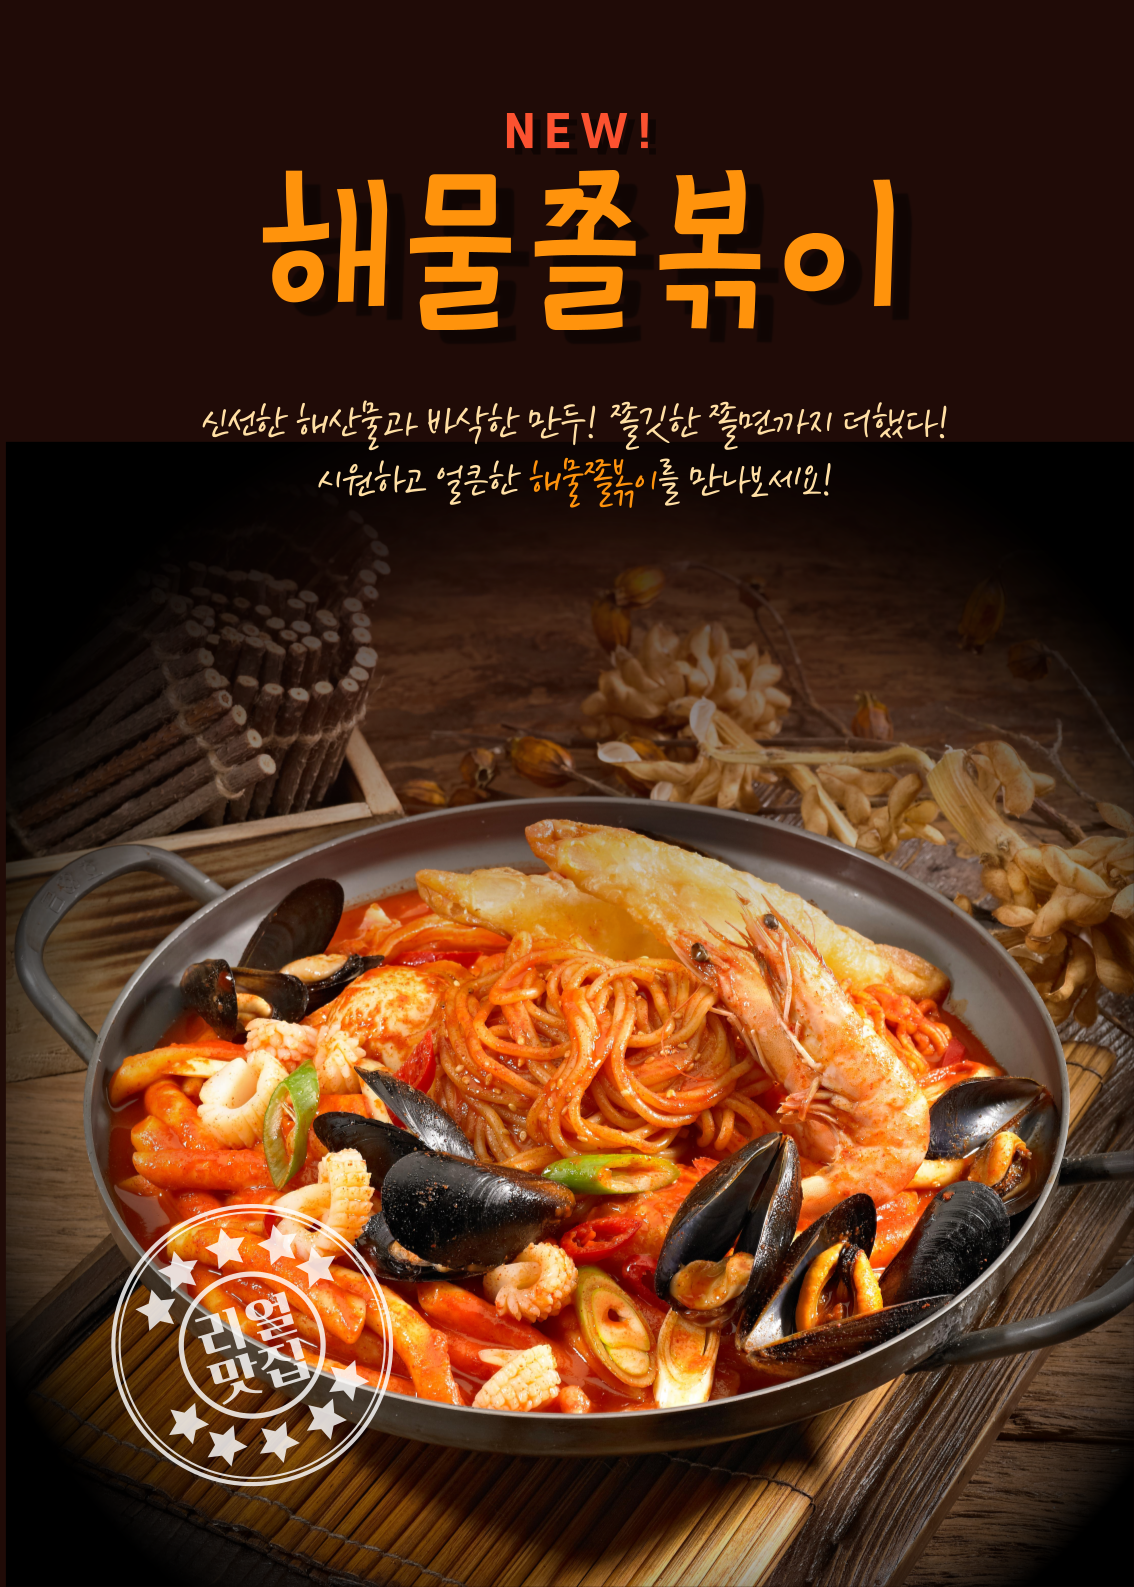 NEW!
해물쫄볶이
신선한 해산물과 바삭한 만두! 쫄깃한 쫄면까지 더했다!
시원하고 얼큰한 해물쫄볶이를 만나보세요!
리얼
맛집